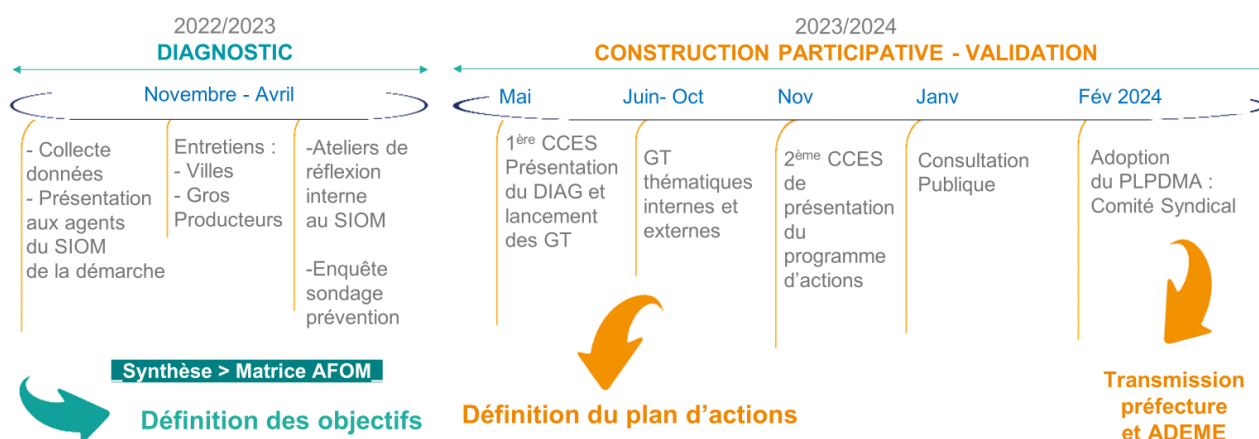 2022/2023
DIAGNOSTIC
2023/2024
CONSTRUCTION PARTICIPATIVE - VALIDATION
Novembre - Avril
Mai
Juin- Oct
Nov
Janv
Fév 2024
- Collecte
données
- Présentation
aux agents
du SIOM
de la démarche
Entretiens :
- Villes
- Gros
Producteurs
-Ateliers de
réflexion
interne
au SIOM
-Enquête
sondage
prévention
1ère CCES
Présentation
du DIAG et
lancement
des GT
GT
thématiques
internes et
externes
2ème CCES
de
présentation
du
programme
d’actions
Consultation
Publique
Adoption
du PLPDMA :
Comité Syndical
_Synthèse > Matrice AFOM_
Définition des objectifs
Définition du plan d’actions
Transmission
préfecture
et ADEME